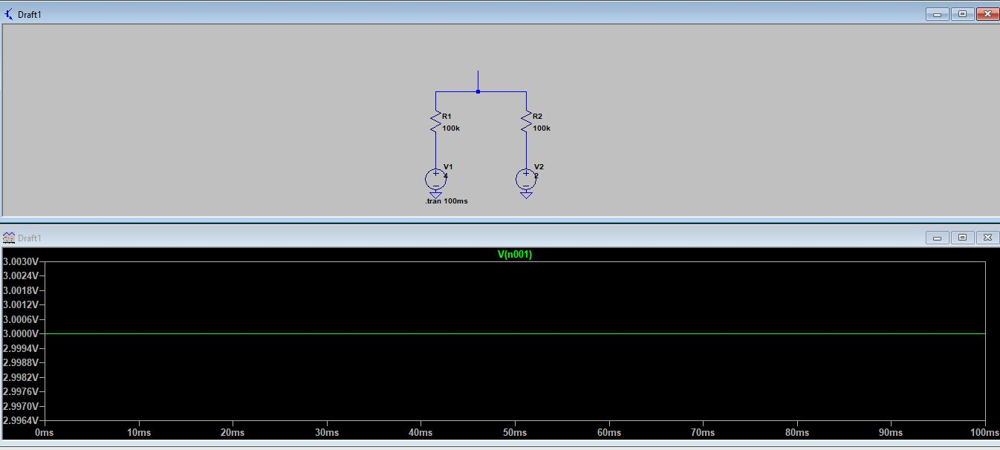 Draft1
R1
100k
R2
100k
V1
4
V2
2
.tran 100ms
Draft1
V(n001)
3.0030V
3.0024V
3.0018V
3.0012V
3.0006V
3.0000V
2.9994V
2.9988V
2.9982V
2.9976V
2.9970V
2.9964V
0ms 10ms 20ms 30ms 40ms 50ms 60ms 70ms 80ms 90ms 100ms